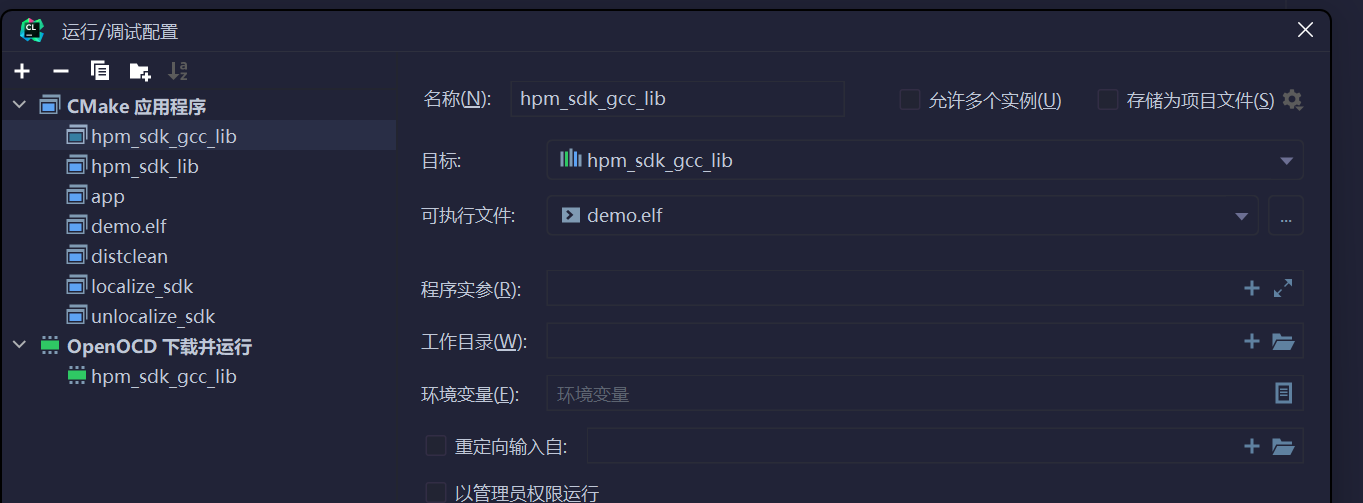 CL
运行/调试配置
CMake 应用程序
hpm_sdk_gcc_lib
hpm_sdk_lib
app
demo.elf
distclean
localize_sdk
unlocalize_sdk
OpenOCD 下载并运行
hpm_sdk_gcc_lib
名称(N): hpm_sdk_gcc_lib 允许多个实例(U) 存储为项目文件(S)
目标: hpm_sdk_gcc_lib
可执行文件: demo.elf ...
程序实参(R):
工作目录(W):
环境变量(E): 环境变量
重定向输入自:
以管理员权限运行